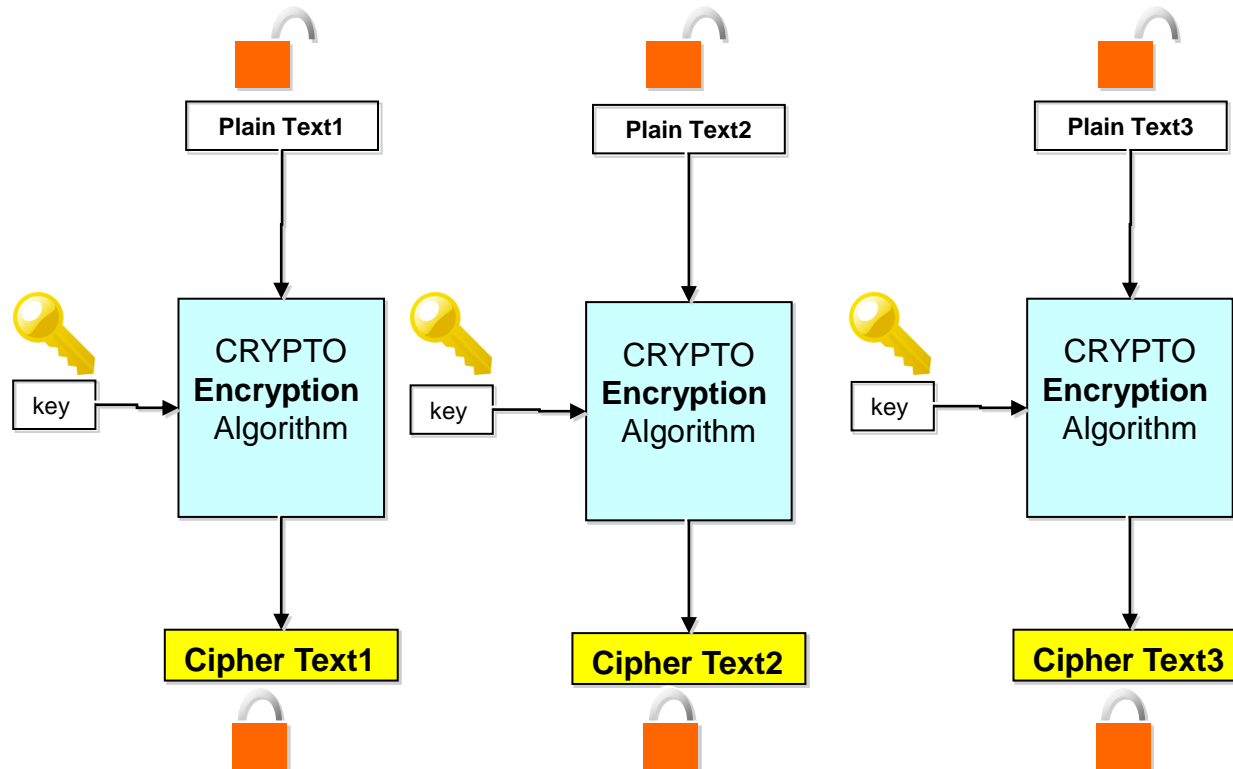 Plain Text1
Plain Text2
Plain Text3
key
CRYPTO
Encryption
Algorithm
key
CRYPTO
Encryption
Algorithm
key
CRYPTO
Encryption
Algorithm
Cipher Text1
Cipher Text2
Cipher Text3